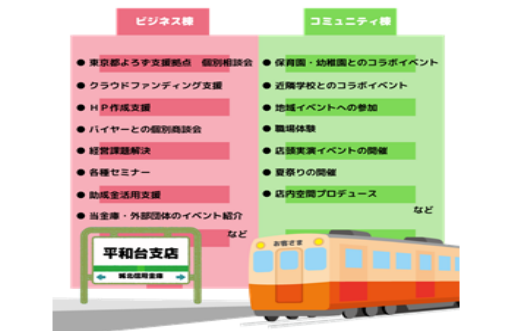 ビジネス棟
● 東京都よろず支援拠点 個別相談会
● クラウドファンディング支援
● HP作成支援
● バイヤーとの個別商談会
● 経営課題解決
● 各種セミナー
● 助成金活用支援
● 当金庫・外部団体のイベント紹介
など
コミュニティ棟
● 保育園・幼稚園とのコラボイベント
● 近隣学校とのコラボイベント
● 地域イベントへの参加
● 職場体験
● 店頭実演イベントの開催
● 夏祭りの開催
● 店内空間プロデュース
など
平和台支店
城北信用金庫
お客さま